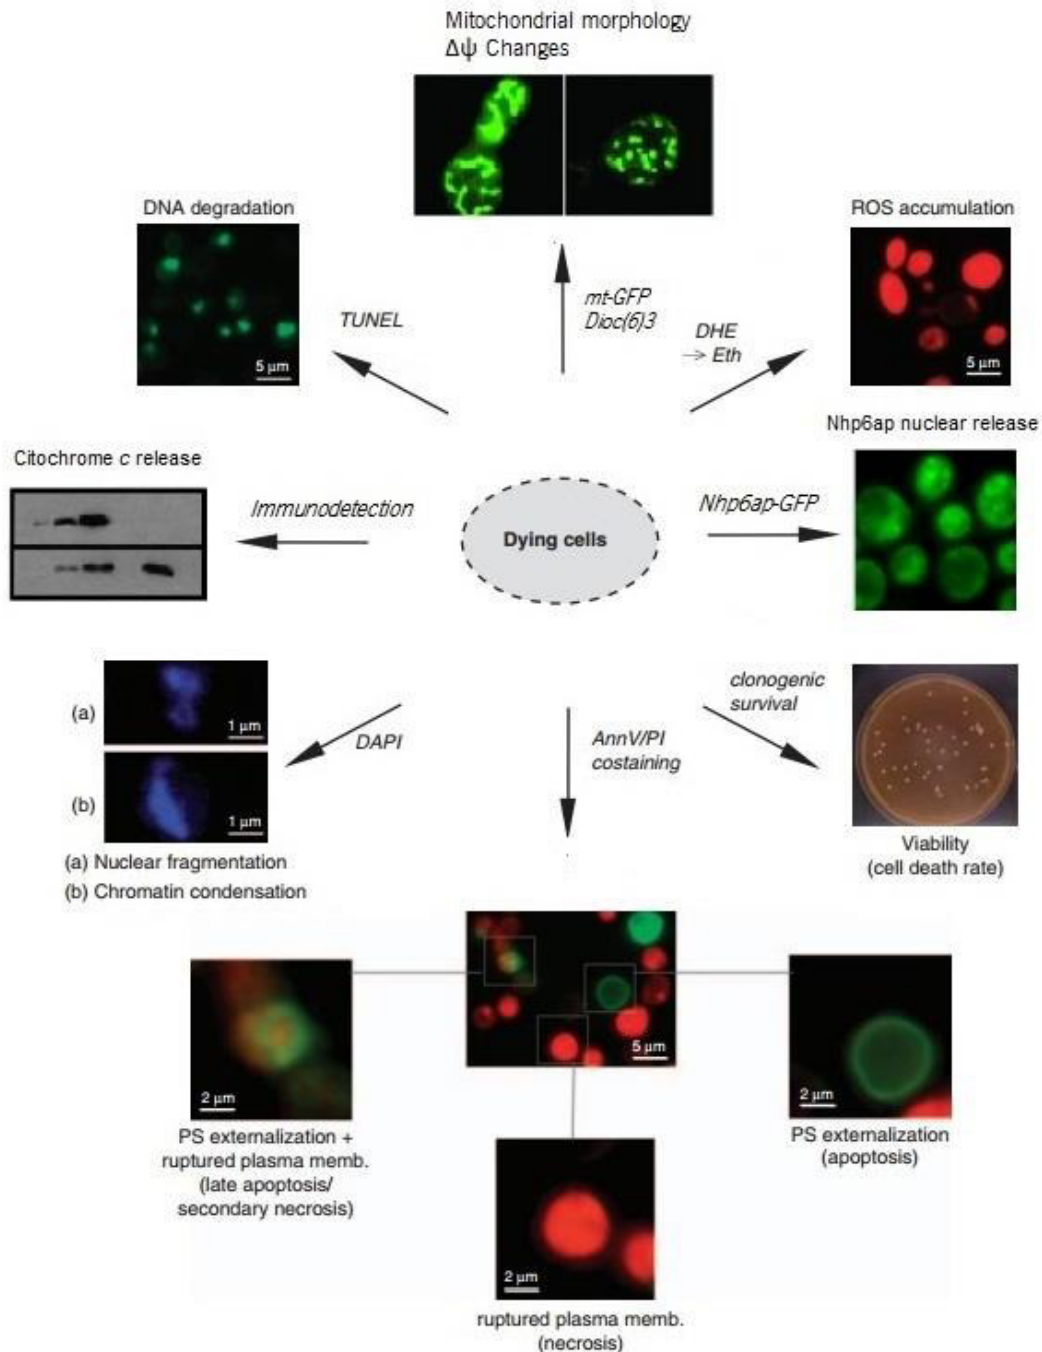 Mitochondrial morphology
Δψ Changes
DNA degradation
5 μm
TUNEL
mt-GFP
Dioc(6)3
DHE
→ Eth
ROS accumulation
5 μm
Citochrome c release
Immunodetection
Dying cells
Nhp6ap-GFP
Nhp6ap nuclear release
(a)
1 μm
(b)
1 μm
(a) Nuclear fragmentation
(b) Chromatin condensation
DAPI
AnnV/PI
costaining
clonogenic
survival
Viability
(cell death rate)
5 μm
2 μm
PS externalization +
ruptured plasma memb.
(late apoptosis/
secondary necrosis)
2 μm
ruptured plasma memb.
(necrosis)
2 μm
PS externalization
(apoptosis)